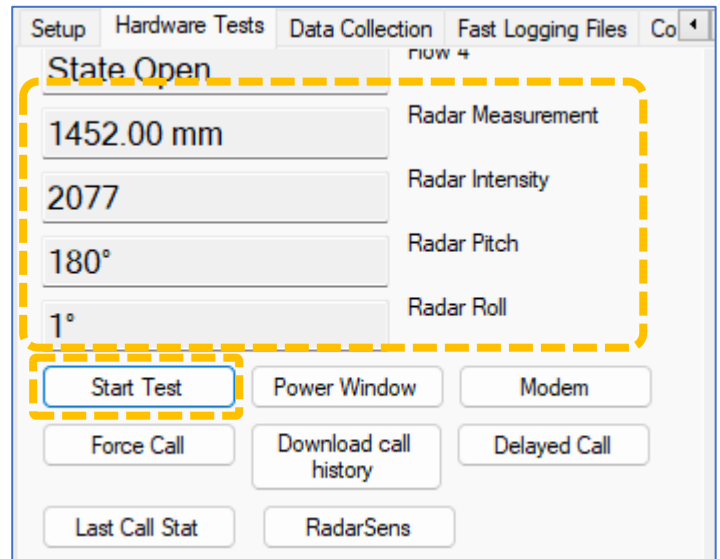 Setup Hardware Tests Data Collection Fast Logging Files Co
State Open Flow 4
1452.00 mm Radar Measurement
2077 Radar Intensity
180° Radar Pitch
1° Radar Roll
Start Test Power Window Modem
Force Call Download call history Delayed Call
Last Call Stat RadarSens